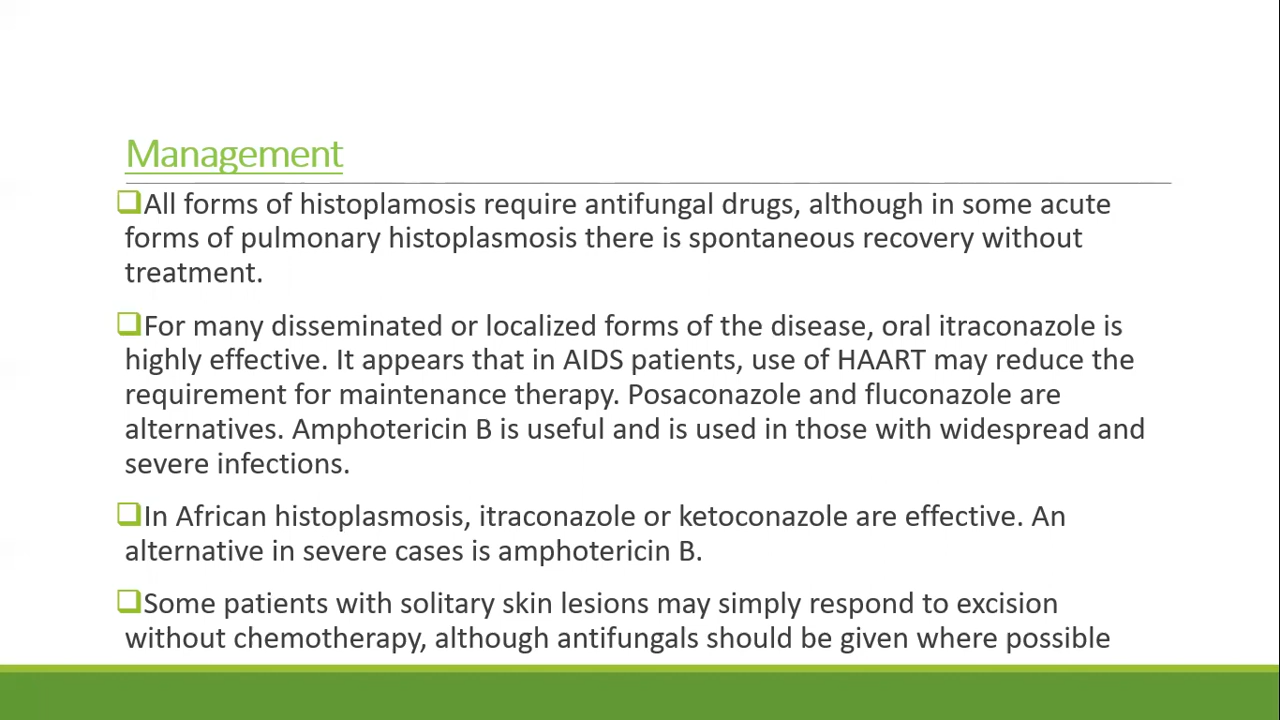 Management
All forms of histoplamosis require antifungal drugs, although in some acute
forms of pulmonary histoplasmosis there is spontaneous recovery without
treatment.
For many disseminated or localized forms of the disease, oral itraconazole is
highly effective. It appears that in AIDS patients, use of HAART may reduce the
requirement for maintenance therapy. Posaconazole and fluconazole are
alternatives. Amphotericin B is useful and is used in those with widespread and
severe infections.
In African histoplasmosis, itraconazole or ketoconazole are effective. An
alternative in severe cases is amphotericin B.
Some patients with solitary skin lesions may simply respond to excision
without chemotherapy, although antifungals should be given where possible